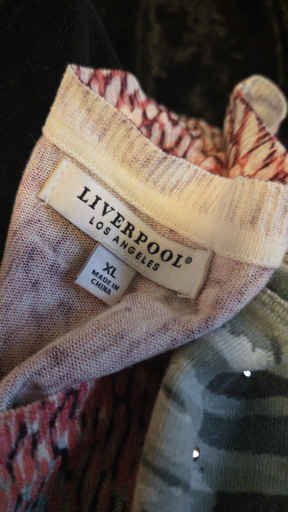 LIVERPOOL®
LOS ANGELES
XL
MADE IN
CHINA